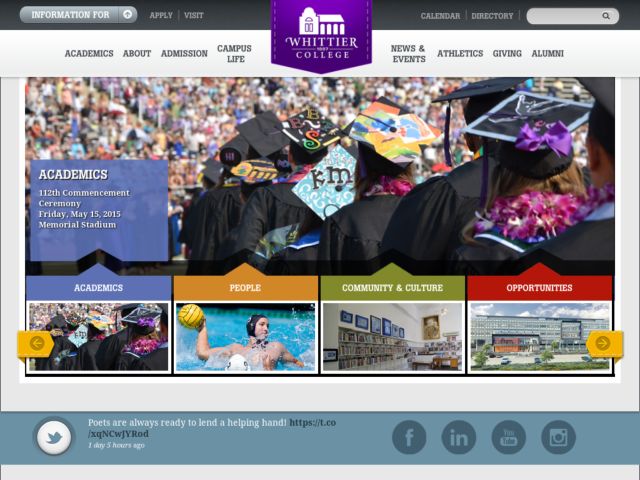 INFORMATION FOR
APPLY
VISIT
CALENDAR
DIRECTORY
WHITTIER
1887
COLLEGE
ACADEMICS
ABOUT
ADMISSION
CAMPUS
LIFE
NEWS &
EVENTS
ATHLETICS
GIVING
ALUMNI
ACADEMICS
112th Commencement
Ceremony
Friday, May 15, 2015
Memorial Stadium
ACADEMICS
PEOPLE
COMMUNITY & CULTURE
OPPORTUNITIES
Poets are always ready to lend a helping hand! https://t.co
/xqNCwJYRod
1 day 5 hours ago
You
Tube